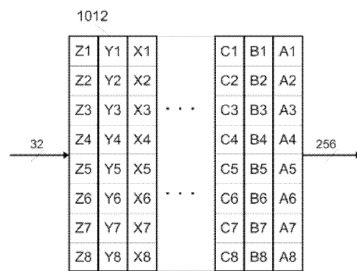 1012
Z1 Y1 X1 C1 B1 A1
Z2 Y2 X2 C2 B2 A2
Z3 Y3 X3 . . . C3 B3 A3
Z4 Y4 X4 C4 B4 A4
32 256
Z5 Y5 X5 C5 B5 A5
Z6 Y6 X6 . . . C6 B6 A6
Z7 Y7 X7 C7 B7 A7
Z8 Y8 X8 C8 B8 A8